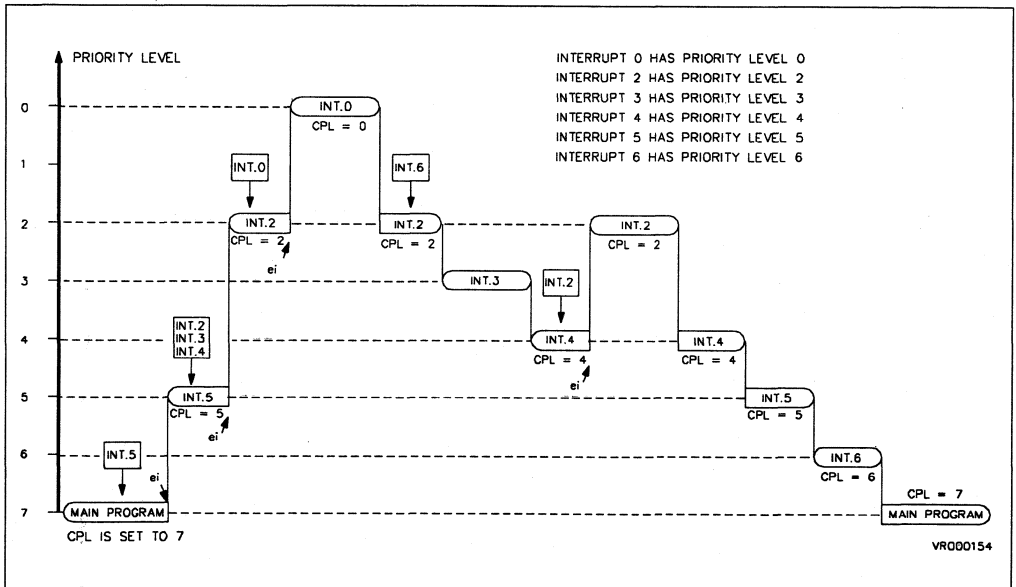 PRIORITY LEVEL
INTERRUPT 0 HAS PRIORITY LEVEL 0
INTERRUPT 2 HAS PRIORITY LEVEL 2
INTERRUPT 3 HAS PRIORITY LEVEL 3
INTERRUPT 4 HAS PRIORITY LEVEL 4
INTERRUPT 5 HAS PRIORITY LEVEL 5
INTERRUPT 6 HAS PRIORITY LEVEL 6
0
INT.0
CPL = 0
1
INT.0
INT.6
2
INT.2
CPL = 2
ei
INT.2
CPL = 2
INT.2
CPL = 2
3
INT.3
INT.2
INT.2
INT.3
INT.4
4
INT.4
CPL = 4
ei
INT.4
CPL = 4
5
INT.5
CPL = 5
ei
INT.5
CPL = 5
6
INT.5
ei
INT.6
CPL = 6
7
MAIN PROGRAM
CPL IS SET TO 7
CPL = 7
MAIN PROGRAM
VR000154